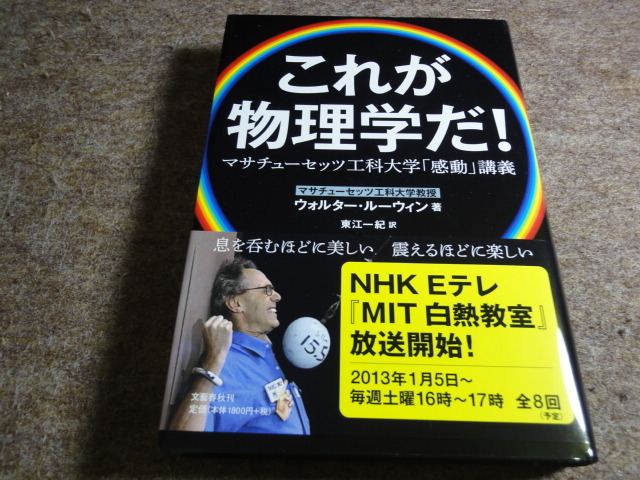 これが
物理学だ!
マサチューセッツ工科大学「感動」講義
マサチューセッツ工科大学教授
ウォルター・ルーウィン 著
東江一紀 訳
息を呑むほどに美しい 震えるほどに楽しい
NHK Eテレ
『MIT 白熱教室』
放送開始!
2013年1月5日~
毎週土曜16時~17時 全8回
(予定)
15.5
文藝春秋刊
定価(本体1800円+税)